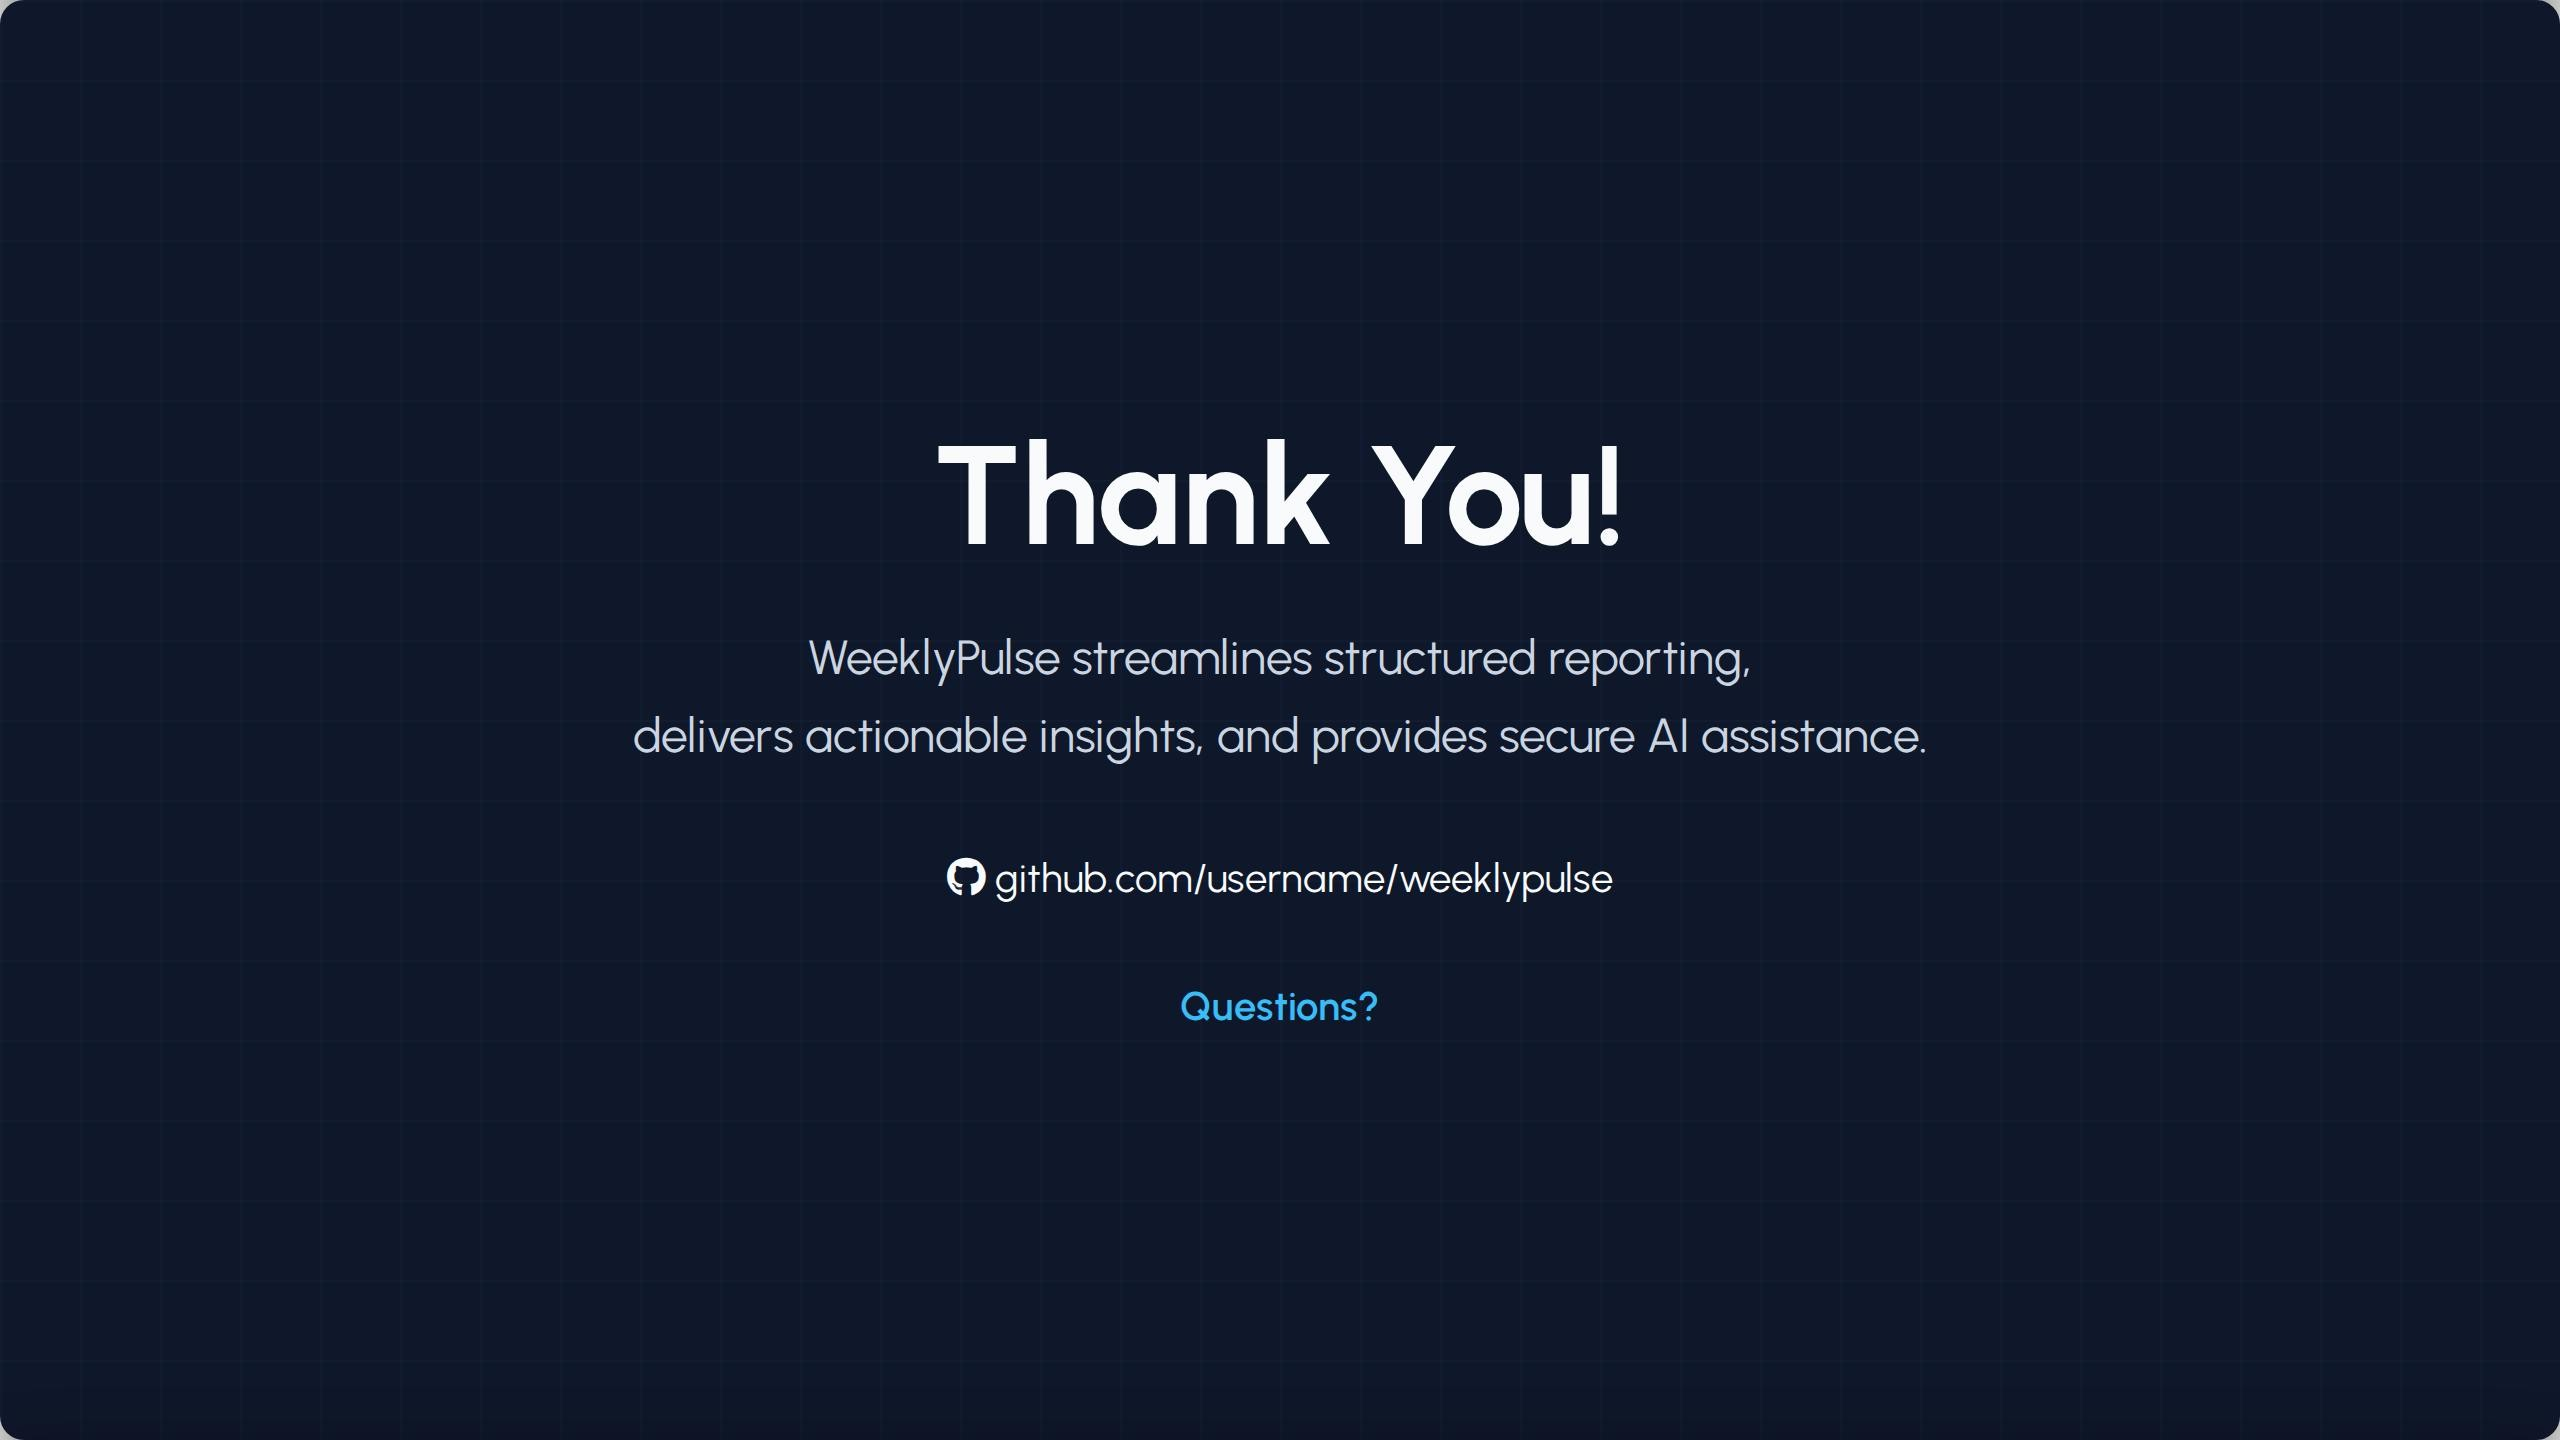 Thank You!
WeeklyPulse streamlines structured reporting,
delivers actionable insights, and provides secure AI assistance.
github.com/username/weeklypulse
Questions?